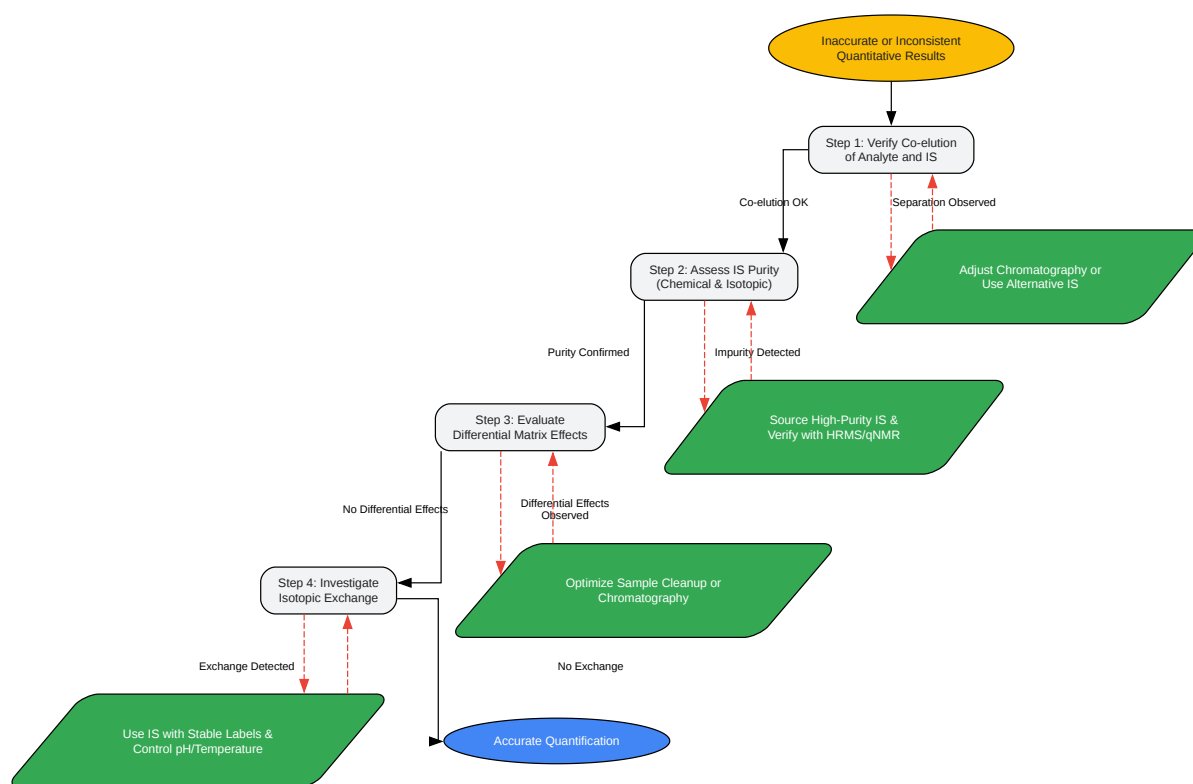 Inaccurate or Inconsistent
Quantitative Results
Step 1: Verify Co-elution
of Analyte and IS
Co-elution OK
Separation Observed
Step 2: Assess IS Purity
(Chemical & Isotopic)
Adjust Chromatography or
Use Alternative IS
Purity Confirmed
Impurity Detected
Step 3: Evaluate
Differential Matrix Effects
Source High-Purity IS &
Verify with HRMS/qNMR
No Differential Effects
Differential Effects
Observed
Step 4: Investigate
Isotopic Exchange
Optimize Sample Cleanup or
Chromatography
Exchange Detected
No Exchange
Use IS with Stable Labels &
Control pH/Temperature
Accurate Quantification